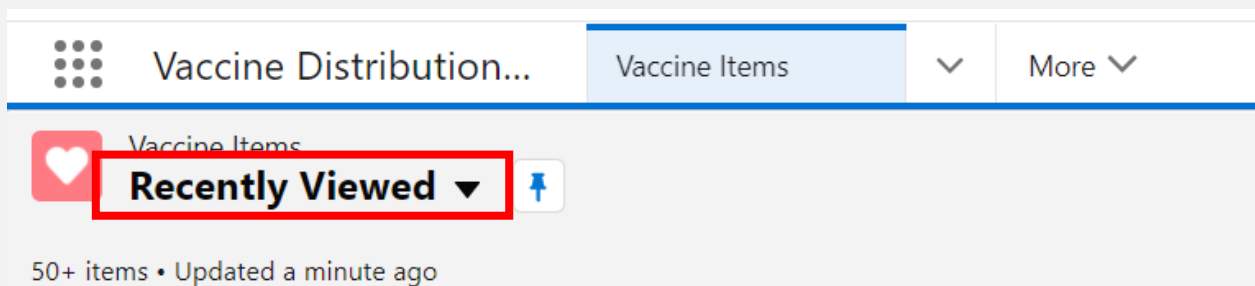 Vaccine Distribution... Vaccine Items More
Vaccine Items
Recently Viewed
50+ items • Updated a minute ago